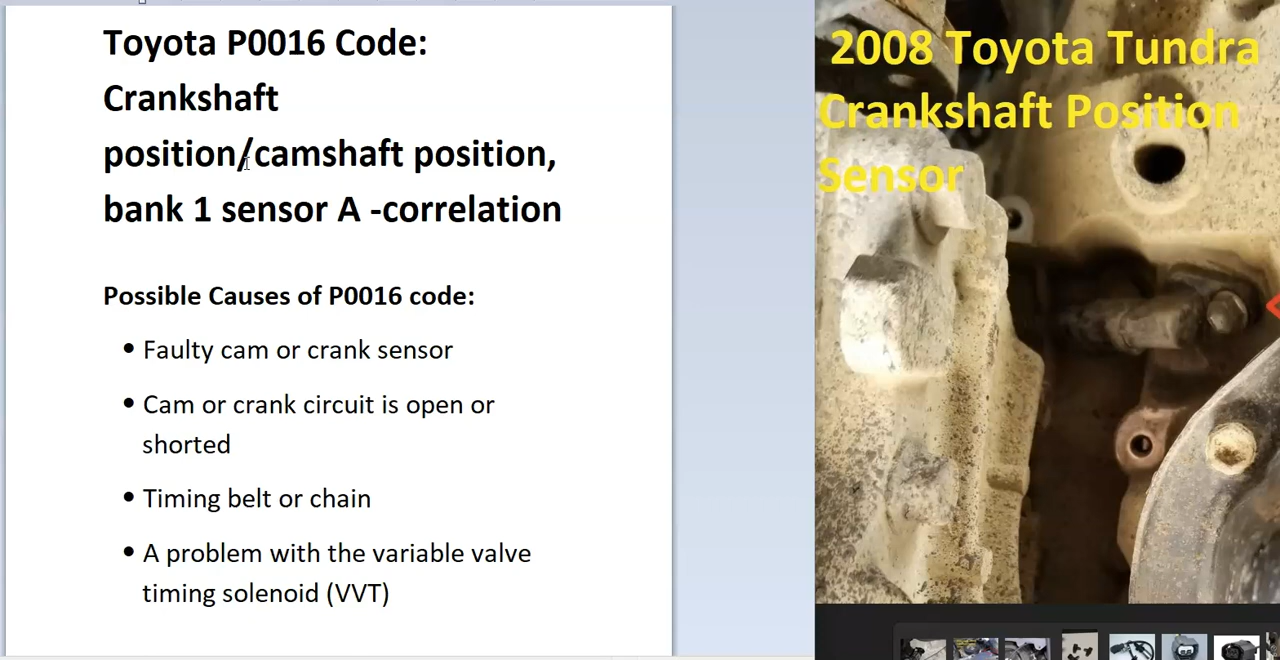 Toyota P0016 Code:
Crankshaft
position/camshaft position,
bank 1 sensor A -correlation
Possible Causes of P0016 code:
• Faulty cam or crank sensor
• Cam or crank circuit is open or
shorted
• Timing belt or chain
• A problem with the variable valve
timing solenoid (VVT)
2008 Toyota Tundra
Crankshaft Position
Sensor